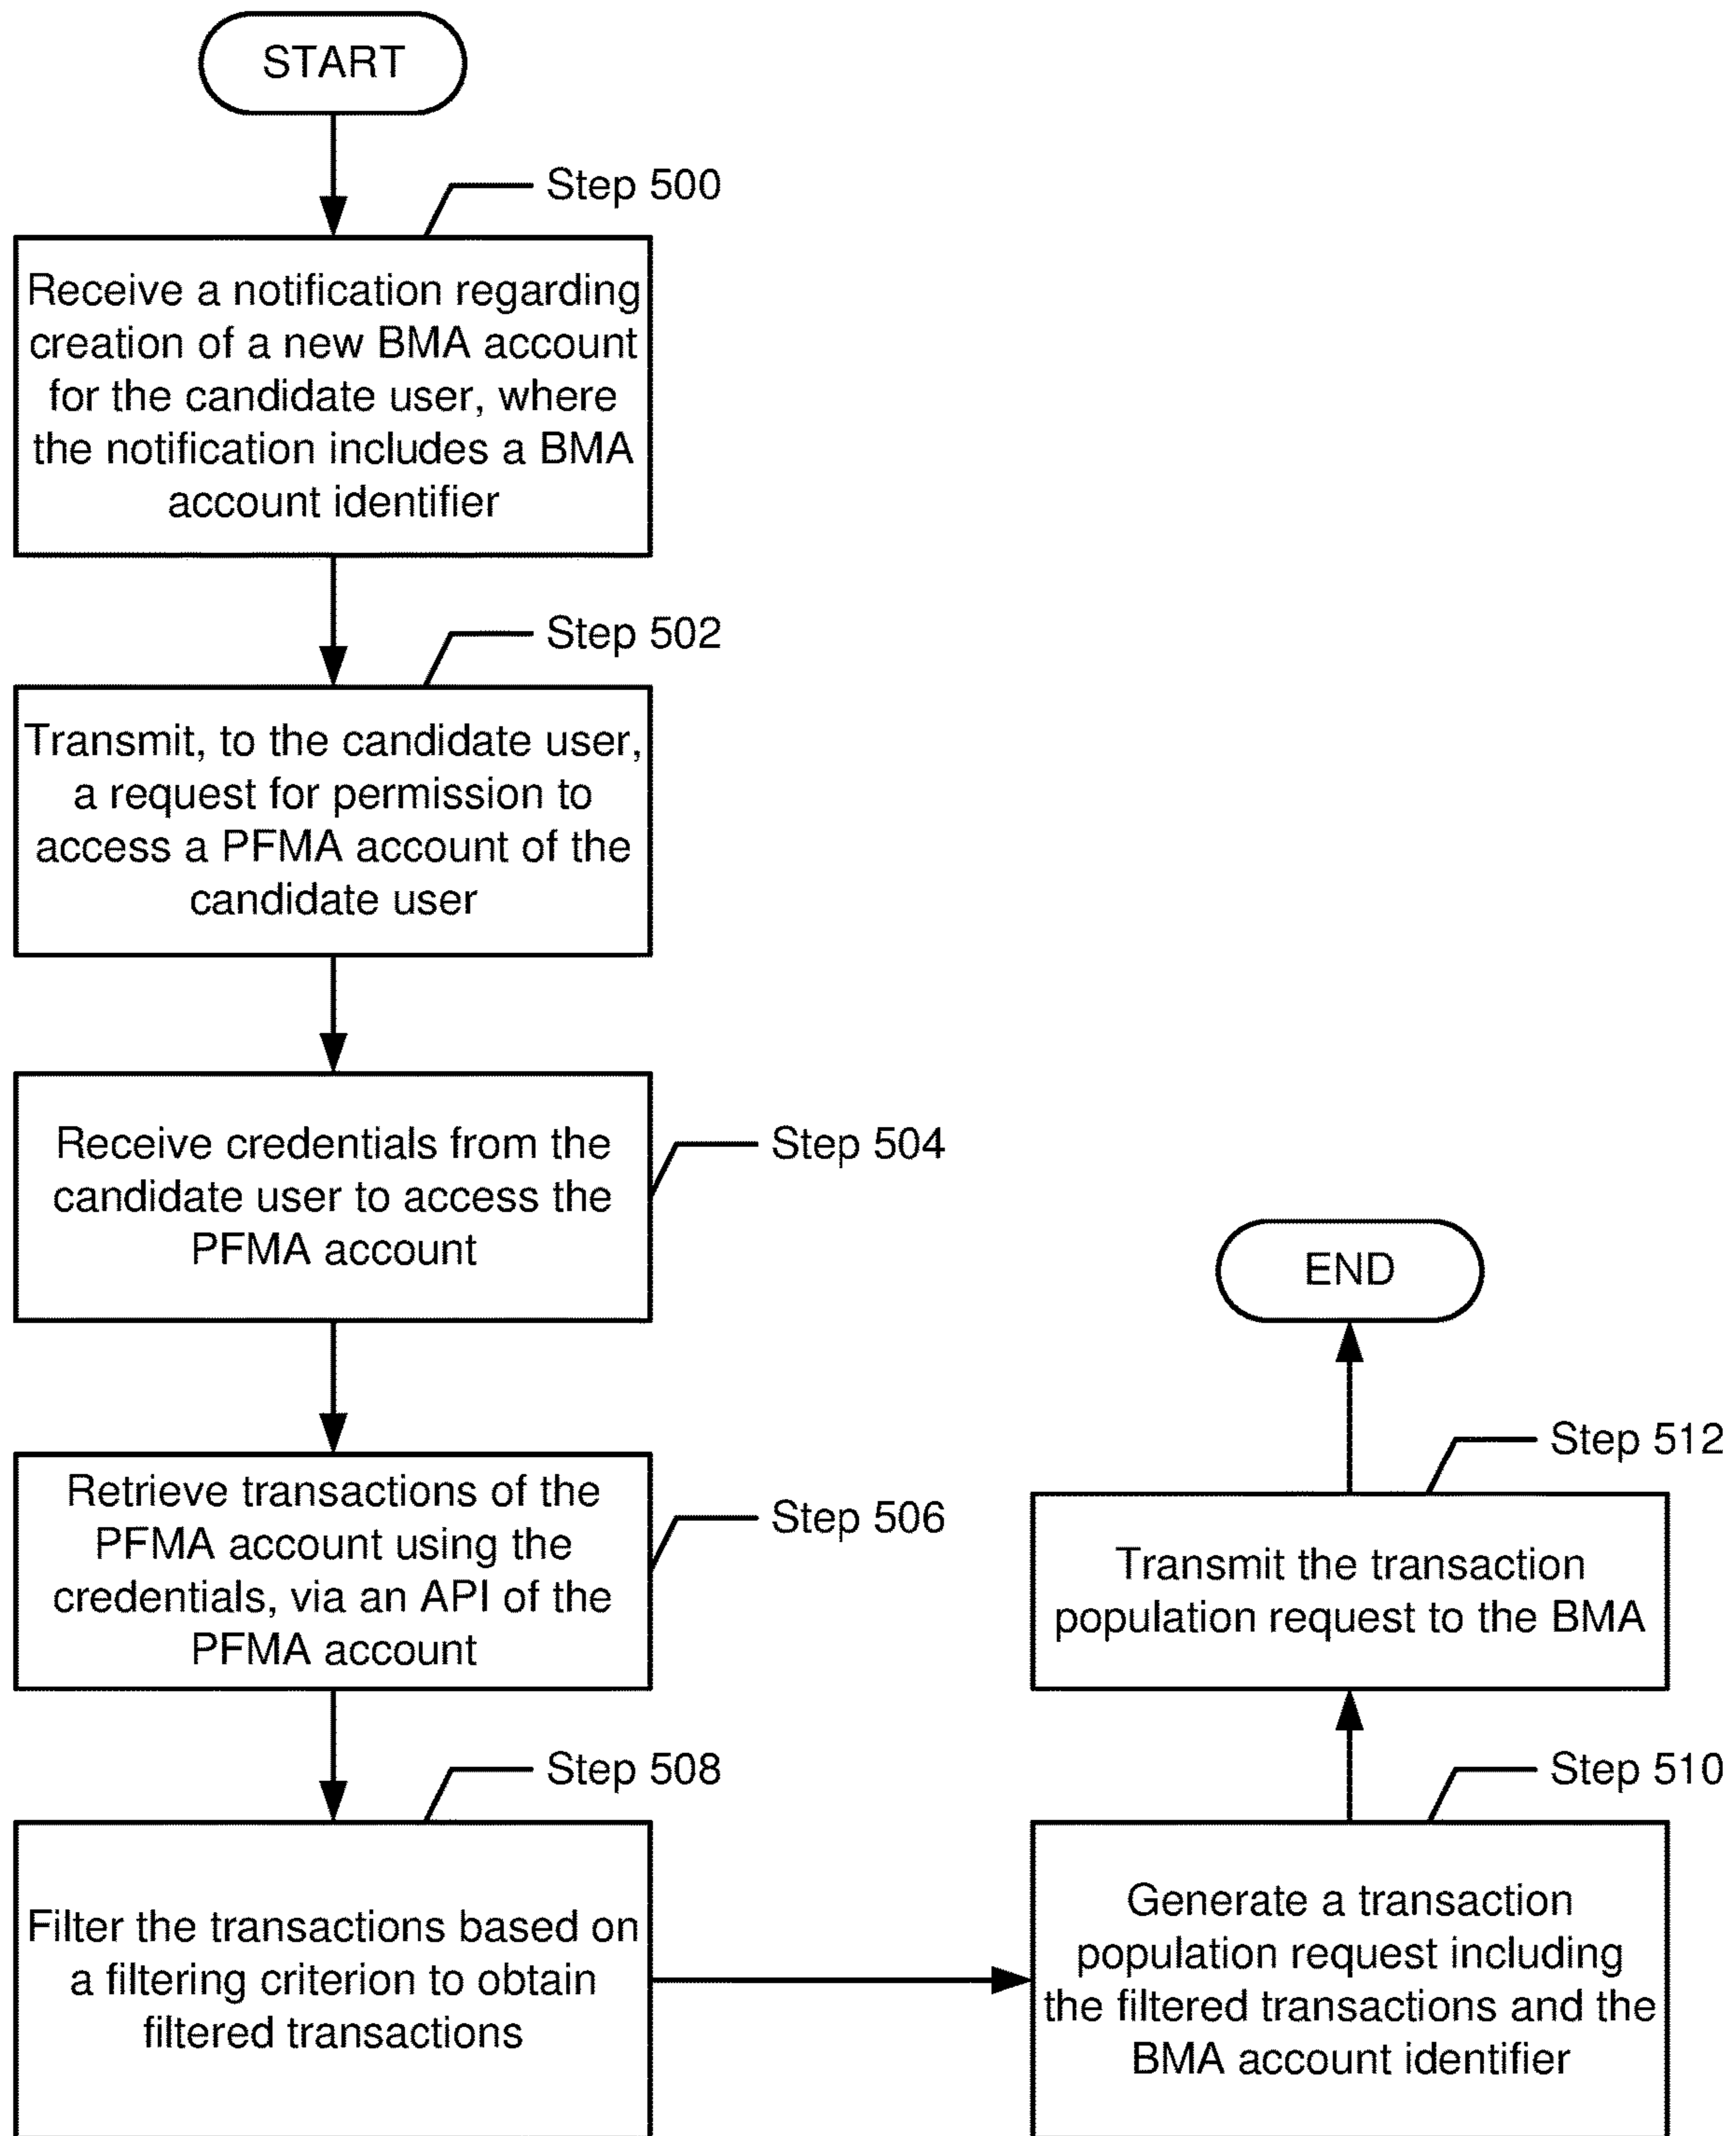 START
Step 500
Receive a notification regarding
creation of a new BMA account
for the candidate user, where
the notification includes a BMA
account identifier
Step 502
Transmit, to the candidate user,
a request for permission to
access a PFMA account of the
candidate user
Step 504
Receive credentials from the
candidate user to access the
PFMA account
Step 506
Retrieve transactions of the
PFMA account using the
credentials, via an API of the
PFMA account
Step 508
Filter the transactions based on
a filtering criterion to obtain
filtered transactions
Step 510
Generate a transaction
population request including
the filtered transactions and the
BMA account identifier
Step 512
Transmit the transaction
population request to the BMA
END